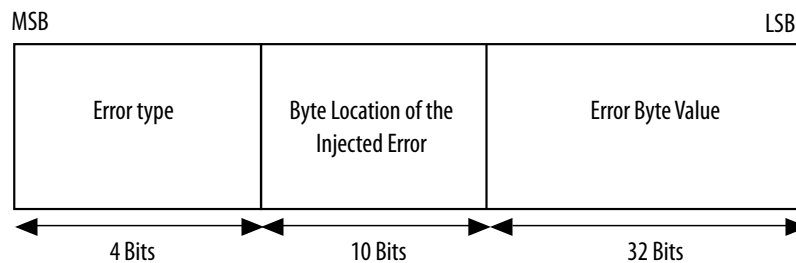 MSB LSB
Error type
Byte Location of the
Injected Error
Error Byte Value
4 Bits 10 Bits 32 Bits